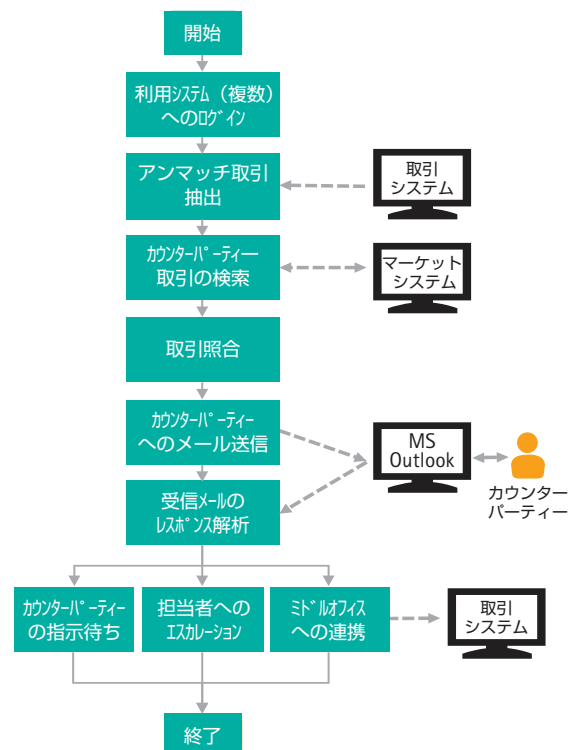 開始
利用ｼｽﾃﾑ（複数）
へのﾛｸﾞｲﾝ
アンマッチ取引
抽出
取引
システム
ｶｳﾝﾀｰﾊﾟｰﾃｨー
取引の検索
マーケット
システム
取引照合
ｶｳﾝﾀｰﾊﾟｰﾃｨー
へのメール送信
MS
Outlook
カウンター
パーティー
受信ﾒｰﾙの
ﾚｽﾎﾟﾝｽ解析
ｶｳﾝﾀｰﾊﾟｰﾃｨー
の指示待ち
担当者への
ｴｽｶﾚｰｼｮﾝ
ﾐﾄﾞﾙｵﾌｨｽ
への連携
取引
システム
終了